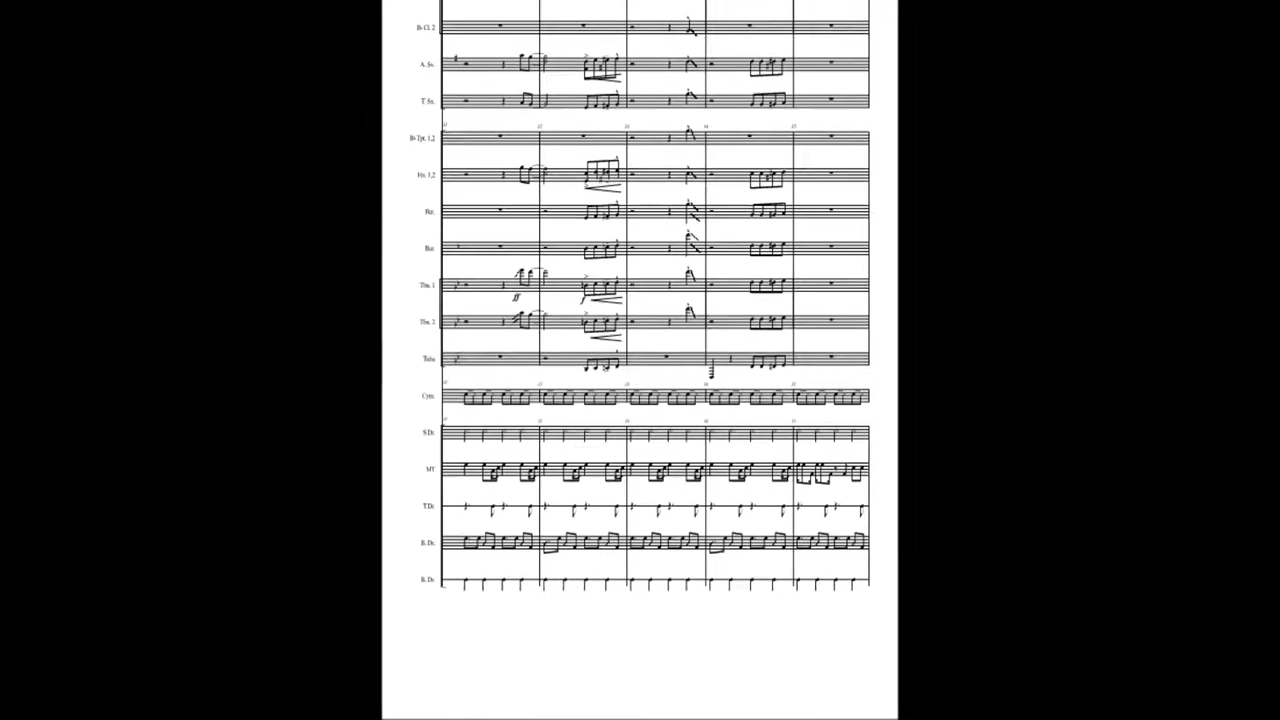 B♭ Cl. 2
A. Sx.
T. Sx.
B♭ Tpt. 1,2
Hn. 1,2
Bar.
Bar.
Tbn. 1
ff
f
Tbn. 2
Tuba
Cym.
S.Dr.
MT
T.Dr.
B. Dr.
B. Dr.